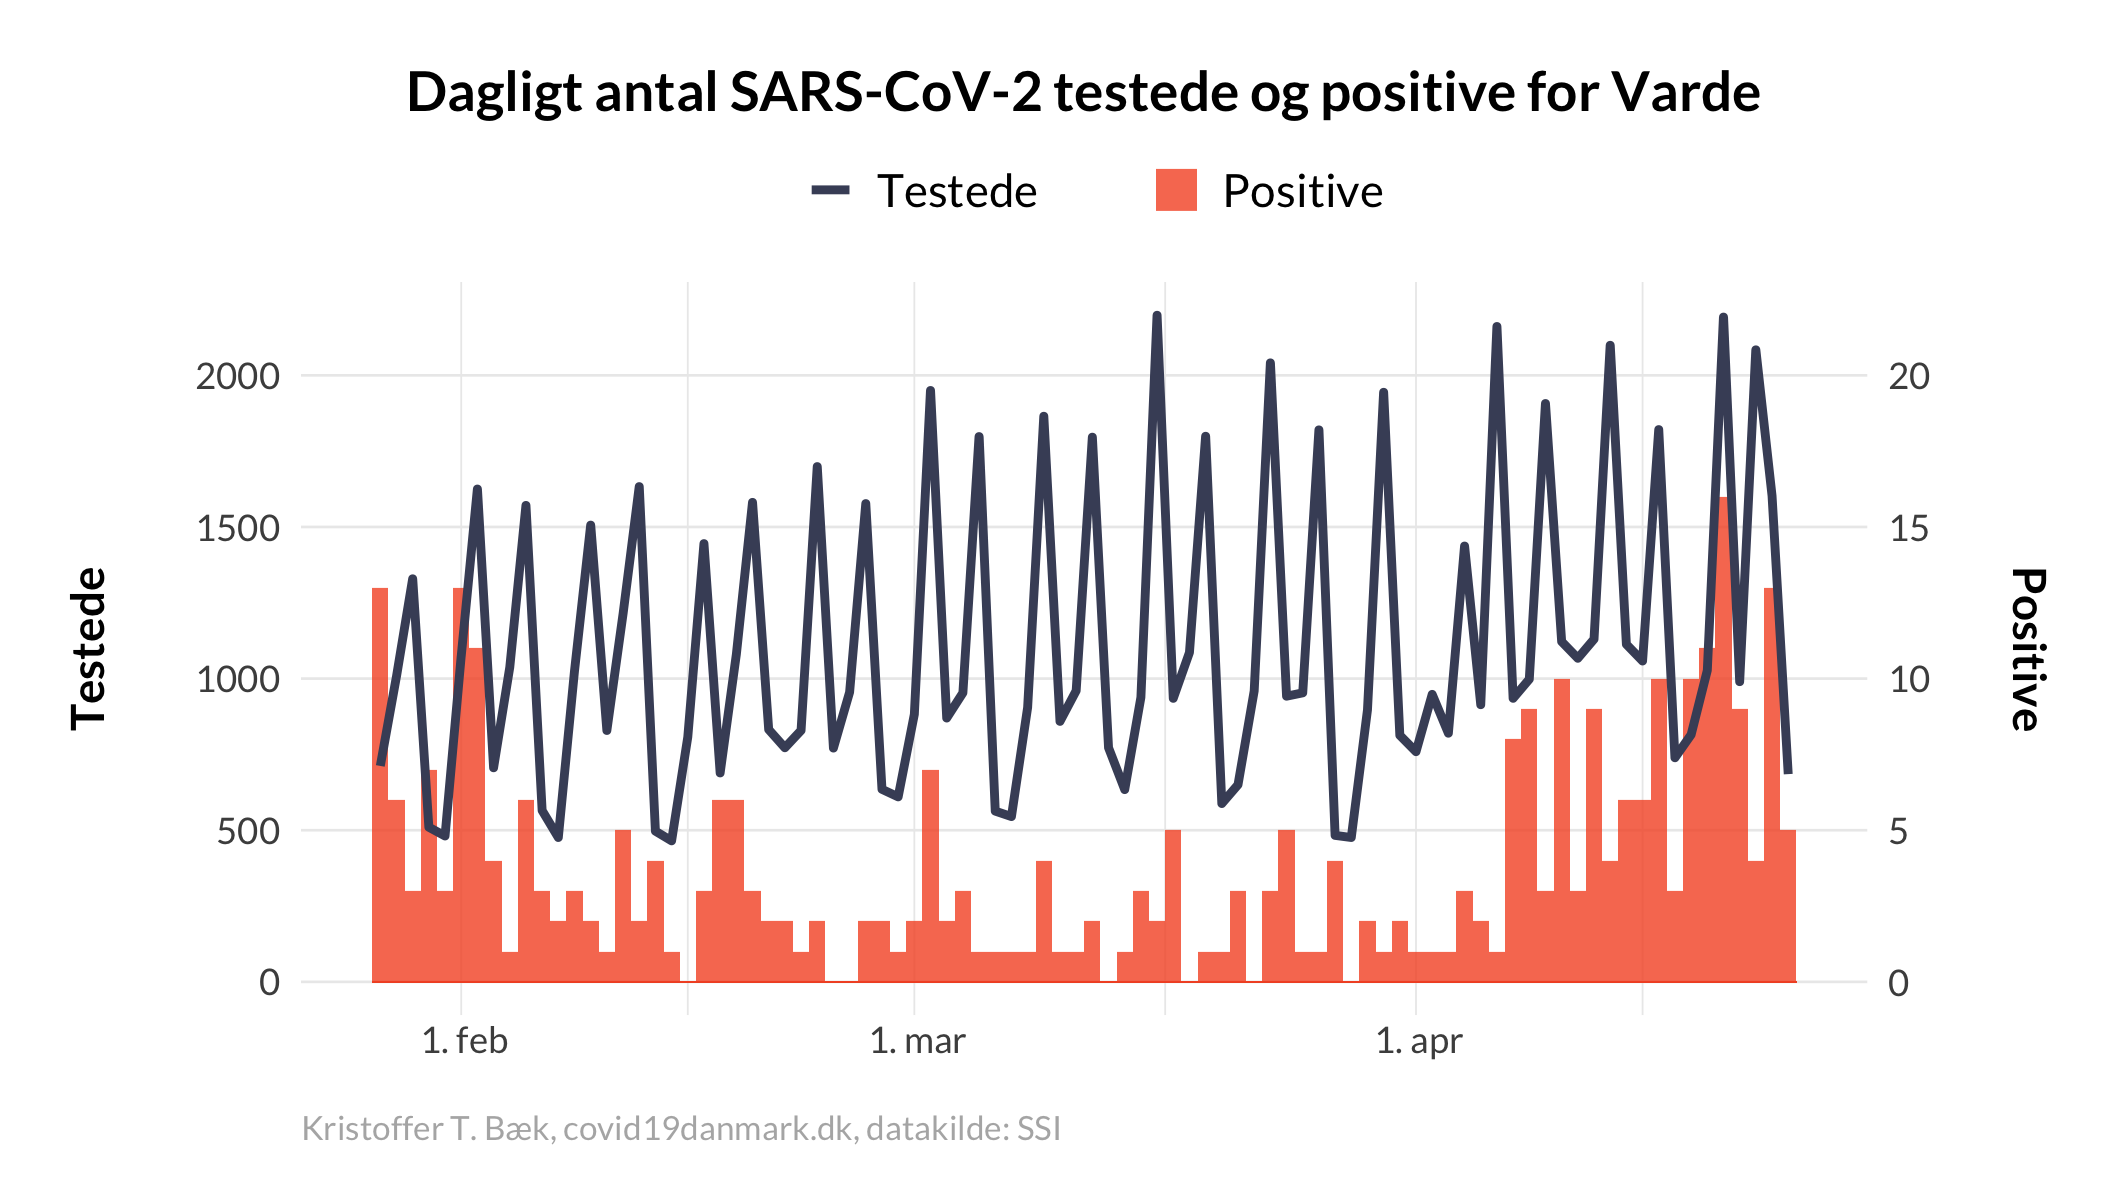 Dagligt antal SARS-CoV-2 testede og positive for Varde
Testede
Positive
2000
1500
1000
500
0
Testede
20
15
10
5
0
Positive
1. feb
1. mar
1. apr
Kristoffer T. Bæk, covid19danmark.dk, datakilde: SSI